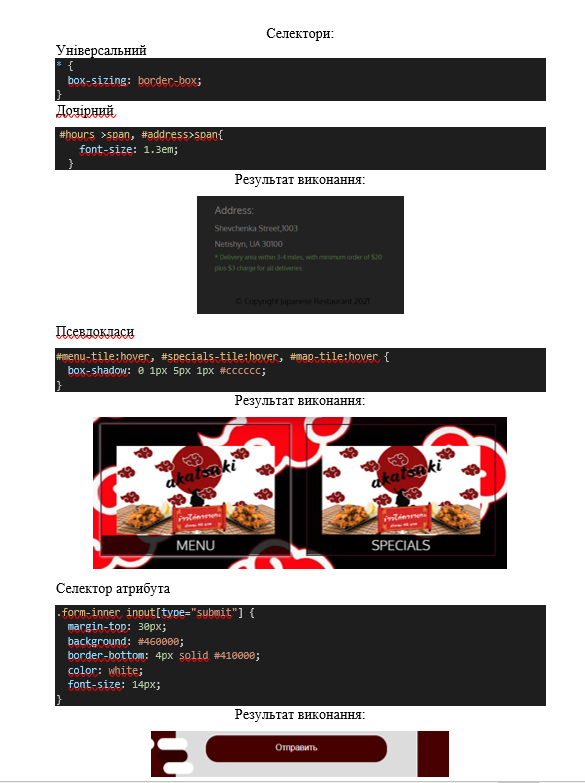 Селектори:
Універсальний
* {
box-sizing: border-box;
}
Дочірний
#hours >span, #address>span{
font-size: 1.3em;
}
Результат виконання:
Address:
Shevchenka Street,1003
Netishyn, UA 30100
* Delivery area within 3-4 miles, with minimum order of $20
plus $3 charge for all deliveries
© Copyright Japanese Restaurant 2021
Псевдокласи
#menu-tile:hover, #specials-tile:hover, #map-tile:hover {
box-shadow: 0 1px 5px 1px #cccccc;
}
Результат виконання:
akatsuki
akatsuki
MENU
SPECIALS
Селектор атрибута
.form-inner input[type="submit"] {
margin-top: 30px;
background: #460000;
border-bottom: 4px solid #410000;
color: white;
font-size: 14px;
}
Результат виконання:
Отправить